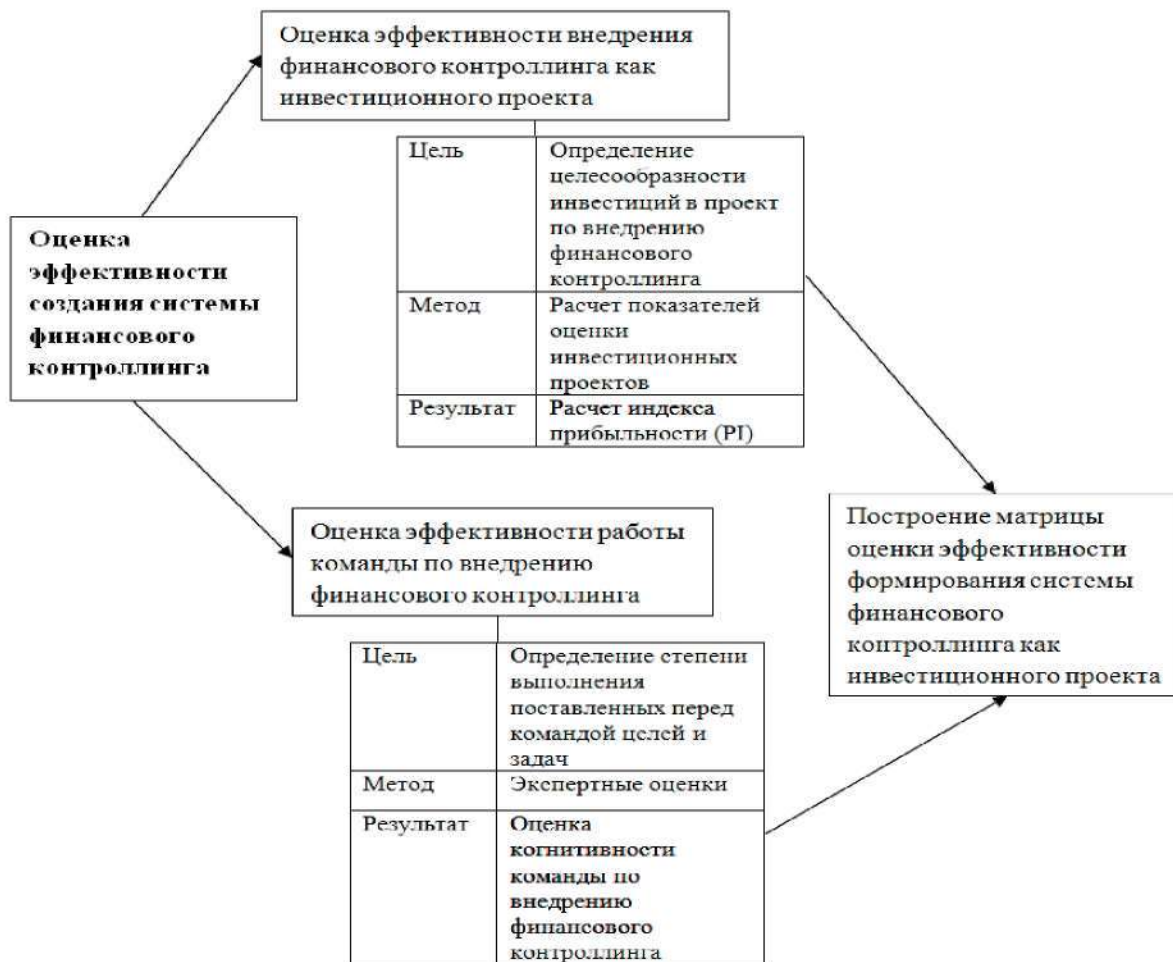 Оценка эффективности внедрения
финансового контроллинга как
инвестиционного проекта
Цель
Определение
целесообразности
инвестиций в проект
по внедрению
финансового
контроллинга
Метод
Расчет показателей
оценки
инвестиционных
проектов
Результат
Расчет индекса
прибыльности (PI)
Оценка
эффективности
создания системы
финансового
контроллинга
Оценка эффективности работы
команды по внедрению
финансового контроллинга
Цель
Определение степени
выполнения
поставленных перед
командой целей и
задач
Метод
Экспертные оценки
Результат
Оценка
когнитивности
команды по
внедрению
финансового
контроллинга
Построение матрицы
оценки эффективности
формирования системы
финансового
контроллинга как
инвестиционного проекта